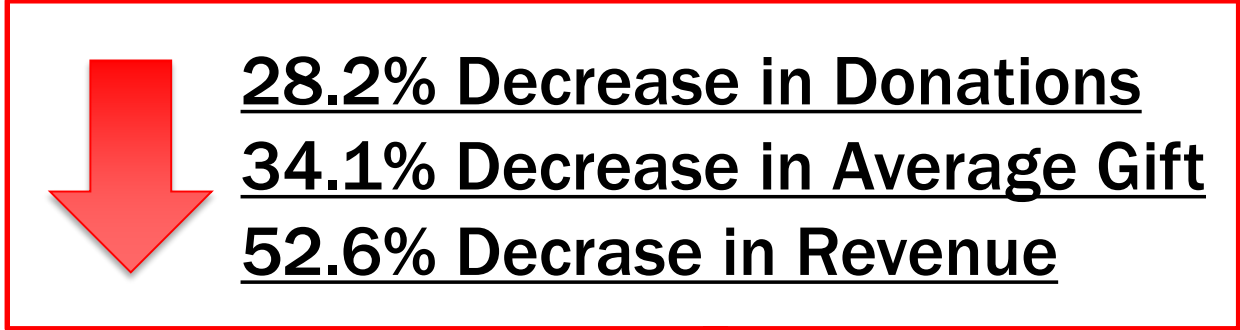 28.2% Decrease in Donations
34.1% Decrease in Average Gift
52.6% Decrase in Revenue